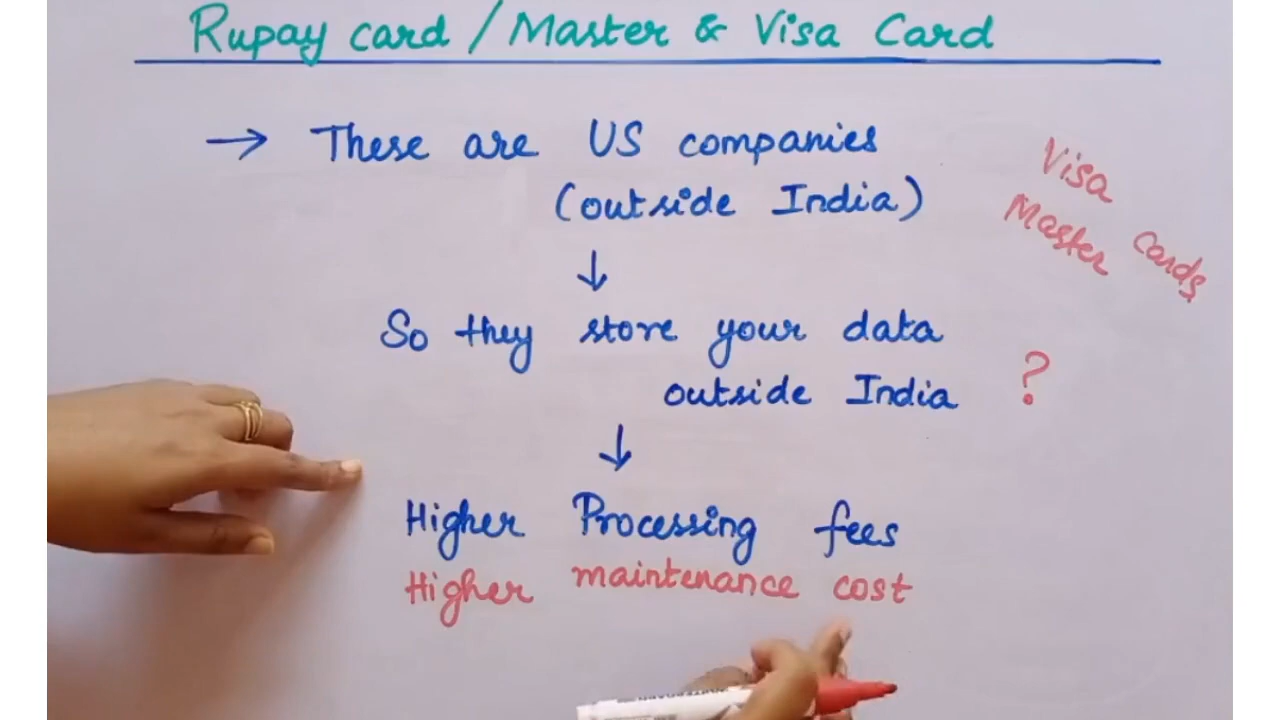 Rupay card / Master & Visa Card
→ These are US companies
(outside India)
↓
So they store your data
outside India
↓
Higher Processing fees
Higher maintenance cost
Visa
Master cards
?